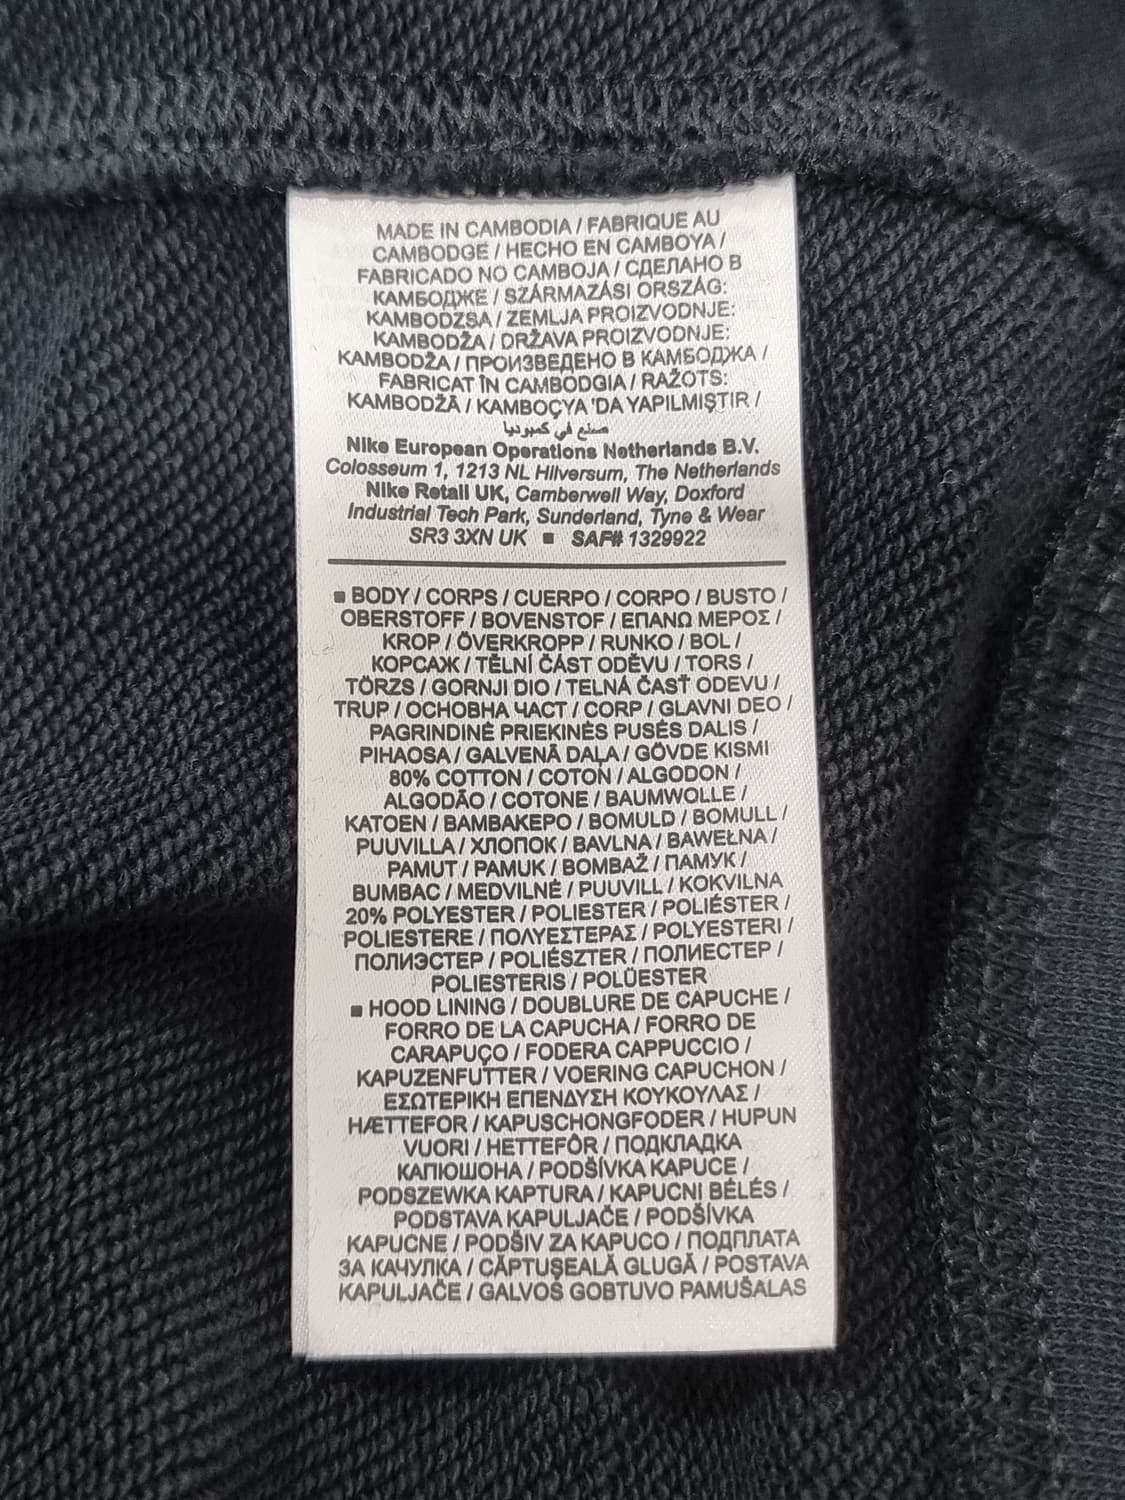 MADE IN CAMBODIA / FABRIQUE AU
CAMBODGE / HECHO EN CAMBOYA /
FABRICADO NO CAMBOJA / СДЕЛАНО В
КАМБОДЖЕ / SZÁRMAZÁSI ORSZÁG:
KAMBODZSA / ZEMLJA PROIZVODNJE:
KAMBODŽA / DRŽAVA PROIZVODNJE:
KAMBODŽA / ПРОИЗВЕДЕНО В КАМБОДЖА /
FABRICAT ÎN CAMBODGIA / RAŽOTS:
KAMBODŽĀ / KAMBOÇYA 'DA YAPILMIŞTIR /
صنع في كمبوديا
Nike European Operations Netherlands B.V.
Colosseum 1, 1213 NL Hilversum, The Netherlands
Nike Retail UK, Camberwell Way, Doxford
Industrial Tech Park, Sunderland, Tyne & Wear
SR3 3XN UK ■ SAF# 1329922
■ BODY / CORPS / CUERPO / CORPO / BUSTO /
OBERSTOFF / BOVENSTOF / ΕΠΑΝΩ ΜΕΡΟΣ /
KROP / ÖVERKROPP / RUNKO / BOL /
КОРСАЖ / TĚLNÍ ČÁST ODĚVU / TORS /
TÖRZS / GORNJI DIO / TELNÁ ČASŤ ODEVU /
TRUP / ОСНОВНА ЧАСТ / CORP / GLAVNI DEO /
PAGRINDINĖ PRIEKINĖS PUSĖS DALIS /
PIHAOSA / GALVENĀ DAĻA / GÖVDE KISMI
80% COTTON / COTON / ALGODON /
ALGODÃO / COTONE / BAUMWOLLE /
KATOEN / ΒΑΜΒΑΚΕΡΟ / BOMULD / BOMULL /
PUUVILLA / ХЛОПОК / BAVLNA / BAWEŁNA /
PAMUT / PAMUK / BOMBAŽ / ПАМУК /
BUMBAC / MEDVILNĖ / PUUVILL / KOKVILNA
20% POLYESTER / POLIESTER / POLIÉSTER /
POLIESTERE / ΠΟΛΥΕΣΤΕΡΑΣ / POLYESTERI /
ПОЛИЭСТЕР / POLIÉSZTER / ПОЛИЕСТЕР /
POLIESTERIS / POLÜESTER
■ HOOD LINING / DOUBLURE DE CAPUCHE /
FORRO DE LA CAPUCHA / FORRO DE
CARAPUÇO / FODERA CAPPUCCIO /
KAPUZENFUTTER / VOERING CAPUCHON /
ΕΣΩΤΕΡΙΚΗ ΕΠΕΝΔΥΣΗ ΚΟΥΚΟΥΛΑΣ /
HÆTTEFOR / KAPUSCHONGFODER / HUPUN
VUORI / HETTEFÔR / ПОДКЛАДКА
КАПЮШОНА / PODŠÍVKA KAPUCE /
PODSZEWKA KAPTURA / KAPUCNI BÉLÉS /
PODSTAVA KAPULJAČE / PODŠÍVKA
KAPUCNE / PODŠIV ZA KAPUCO / ПОДПЛАТА
ЗА КАЧУЛКА / CĂPTUȘEALĂ GLUGĂ / POSTAVA
KAPULJAČE / GALVOS GOBTUVO PAMUŠALAS